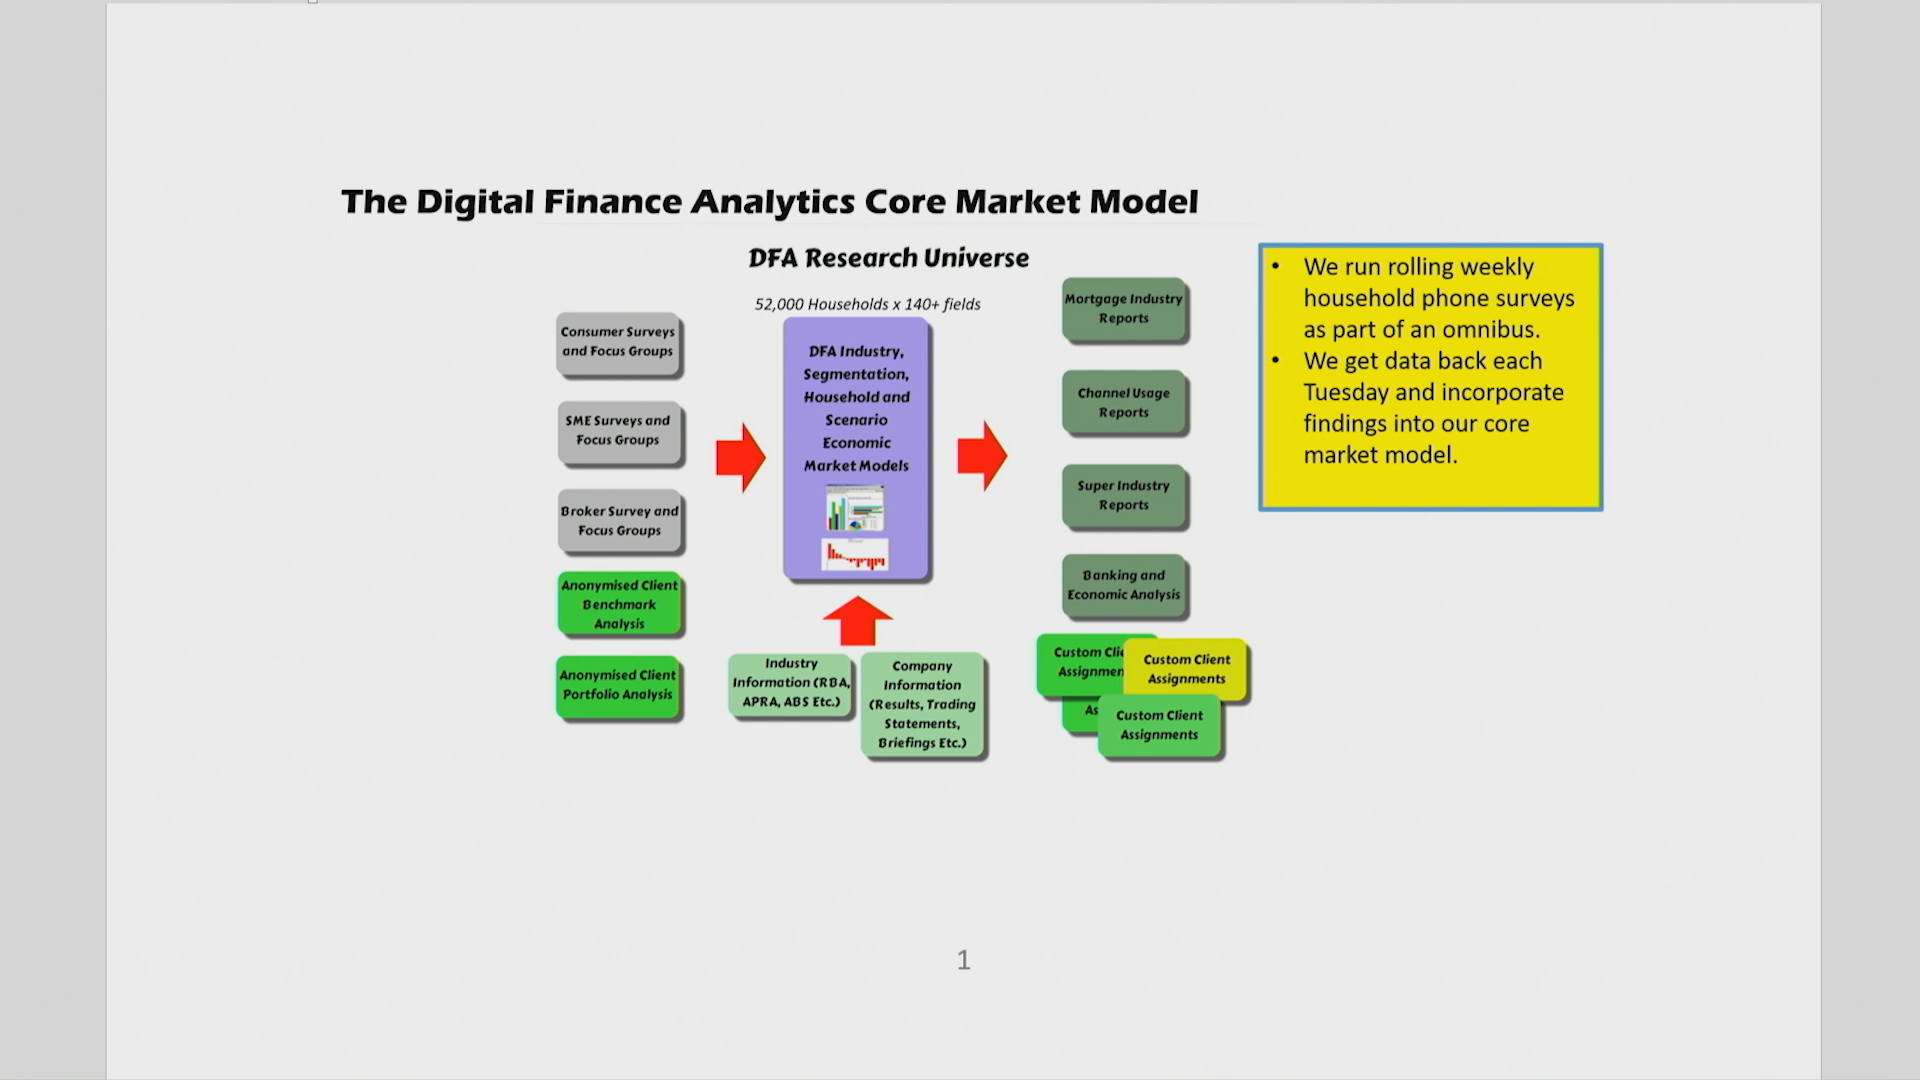 The Digital Finance Analytics Core Market Model
DFA Research Universe
52,000 Households x 140+ fields
Consumer Surveys
and Focus Groups
SME Surveys and
Focus Groups
Broker Survey and
Focus Groups
Anonymised Client
Benchmark
Analysis
Anonymised Client
Portfolio Analysis
DFA Industry,
Segmentation,
Household and
Scenario
Economic
Market Models
Industry
Information (RBA,
APRA, ABS Etc.)
Company
Information
(Results, Trading
Statements,
Briefings Etc.)
Mortgage Industry
Reports
Channel Usage
Reports
Super Industry
Reports
Banking and
Economic Analysis
Custom Clie
Assignmen
Custom Client
Assignments
As
Custom Client
Assignments
• We run rolling weekly
household phone surveys
as part of an omnibus.
• We get data back each
Tuesday and incorporate
findings into our core
market model.
1